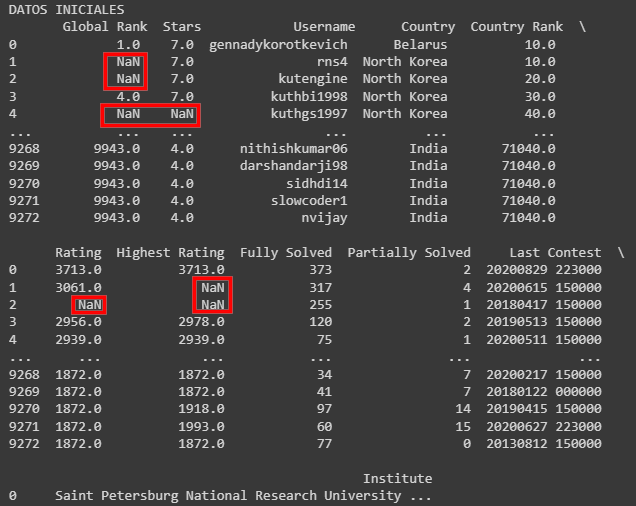 DATOS INICIALES
Global Rank Stars Username Country Country Rank \
0 1.0 7.0 gennadykorotkevich Belarus 10.0
1 NaN 7.0 rns4 North Korea 10.0
2 NaN 7.0 kutengine North Korea 20.0
3 4.0 7.0 kuthbi1998 North Korea 30.0
4 NaN NaN kuthgs1997 North Korea 40.0
... ... ... ... ... ...
9268 9943.0 4.0 nithishkumar06 India 71040.0
9269 9943.0 4.0 darshandarji98 India 71040.0
9270 9943.0 4.0 sidhdi14 India 71040.0
9271 9943.0 4.0 slowcoder1 India 71040.0
9272 9943.0 4.0 nvijay India 71040.0
Rating Highest Rating Fully Solved Partially Solved Last Contest \
0 3713.0 3713.0 373 2 20200829 223000
1 3061.0 NaN 317 4 20200615 150000
2 NaN NaN 255 1 20180417 150000
3 2956.0 2978.0 120 2 20190513 150000
4 2939.0 2939.0 75 1 20200511 150000
... ... ... ... ... ...
9268 1872.0 1872.0 34 7 20200217 150000
9269 1872.0 1872.0 41 7 20180122 000000
9270 1872.0 1918.0 97 14 20190415 150000
9271 1872.0 1993.0 60 15 20200627 223000
9272 1872.0 1872.0 77 0 20130812 150000
Institute
0 Saint Petersburg National Research University ...